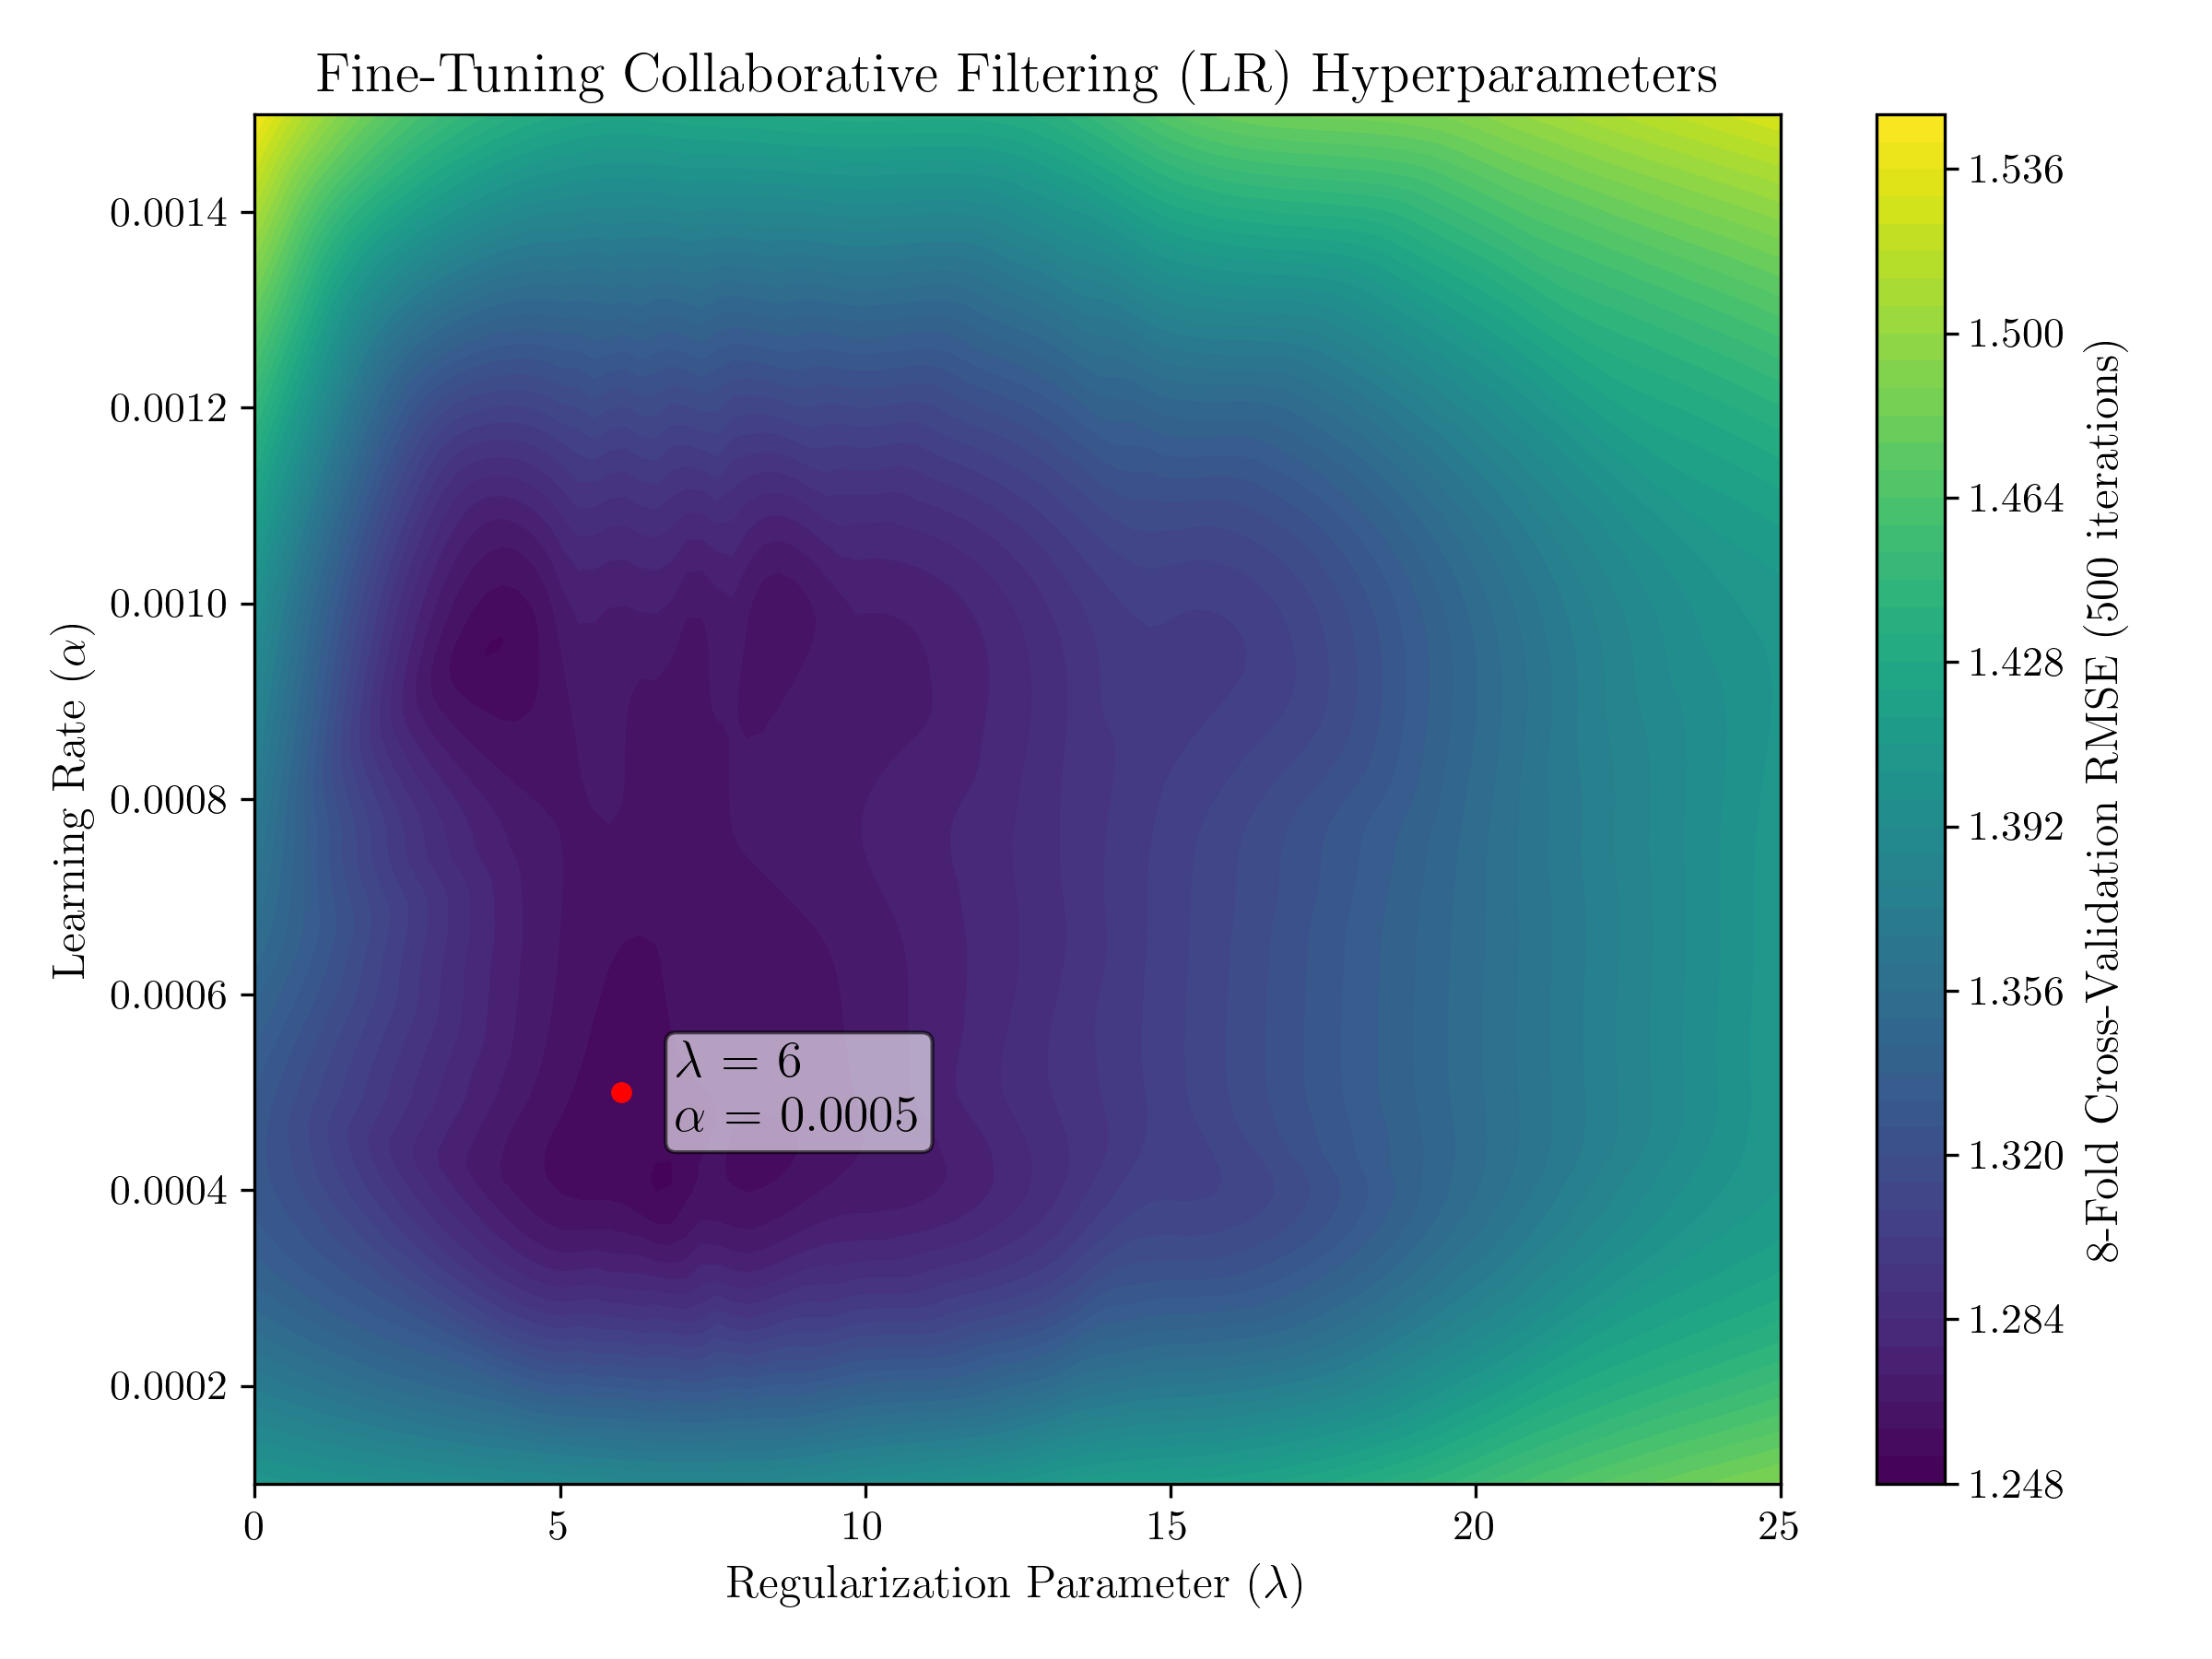 Fine-Tuning Collaborative Filtering (LR) Hyperparameters
0.0014
0.0012
0.0010
0.0008
0.0006
0.0004
0.0002
Learning Rate (α)
λ = 6
α = 0.0005
0 5 10 15 20 25
Regularization Parameter (λ)
1.536
1.500
1.464
1.428
1.392
1.356
1.320
1.284
1.248
8-Fold Cross-Validation RMSE (500 iterations)